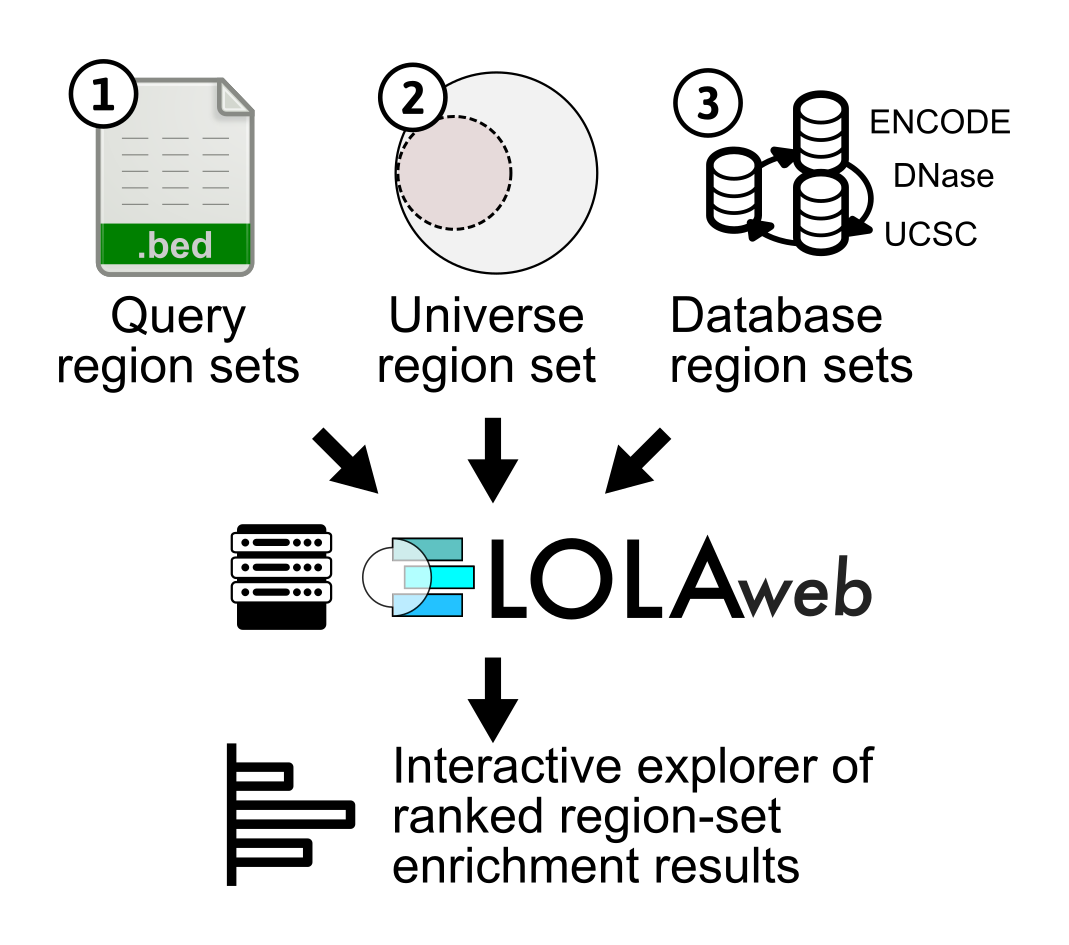 1
2
3
ENCODE
DNase
UCSC
.bed
Query
region sets
Universe
region set
Database
region sets
LOLAweb
Interactive explorer of
ranked region-set
enrichment results